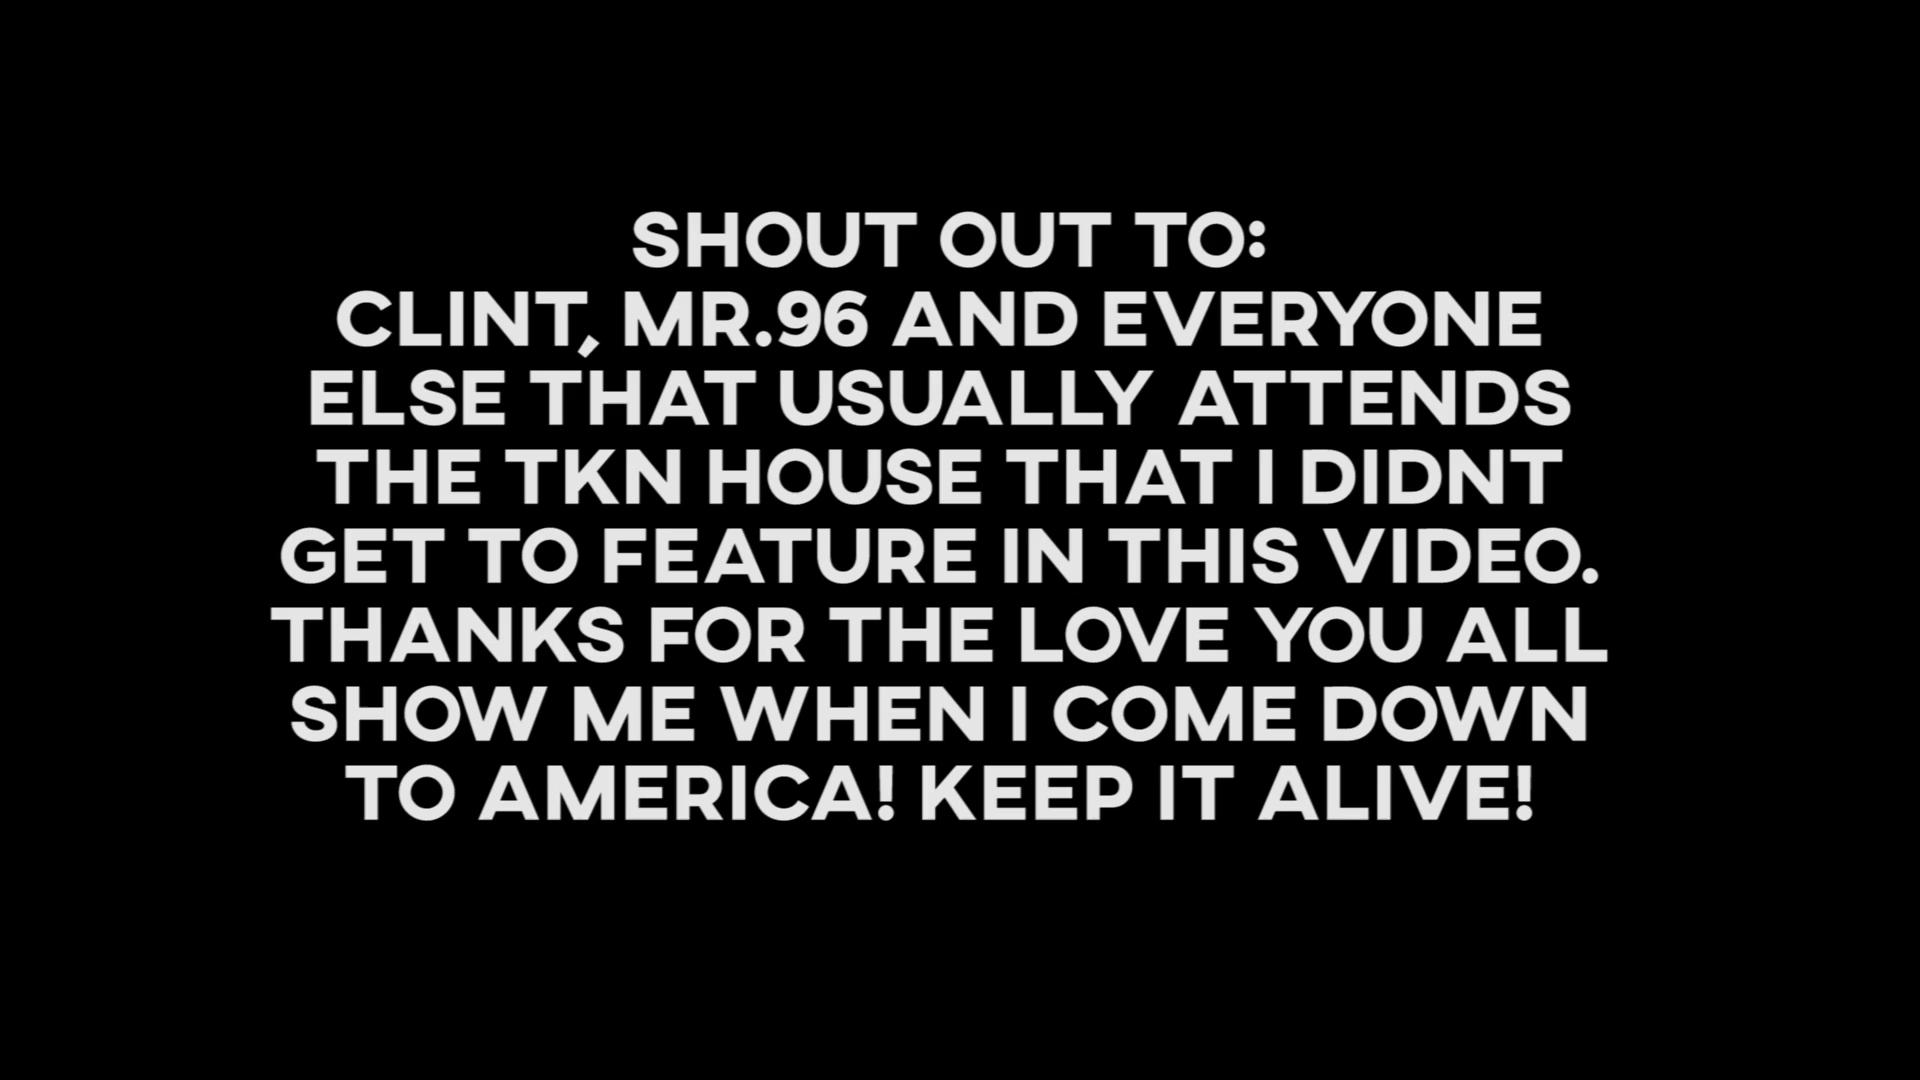 SHOUT OUT TO:
CLINT, MR.96 AND EVERYONE
ELSE THAT USUALLY ATTENDS
THE TKN HOUSE THAT I DIDNT
GET TO FEATURE IN THIS VIDEO.
THANKS FOR THE LOVE YOU ALL
SHOW ME WHEN I COME DOWN
TO AMERICA! KEEP IT ALIVE!